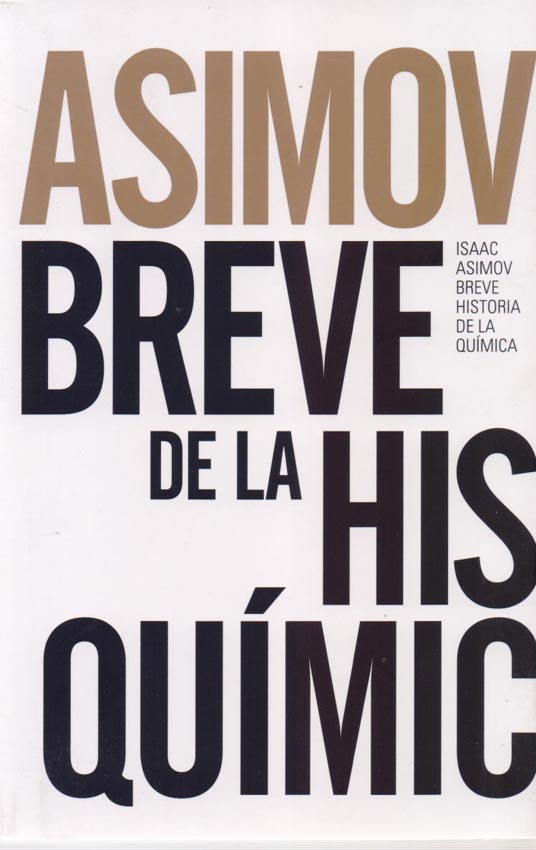 ASIMOV
BREVE
ISAAC
ASIMOV
BREVE
HISTORIA
DE LA
QUÍMICA
DE LA
HIS
QUÍMIC